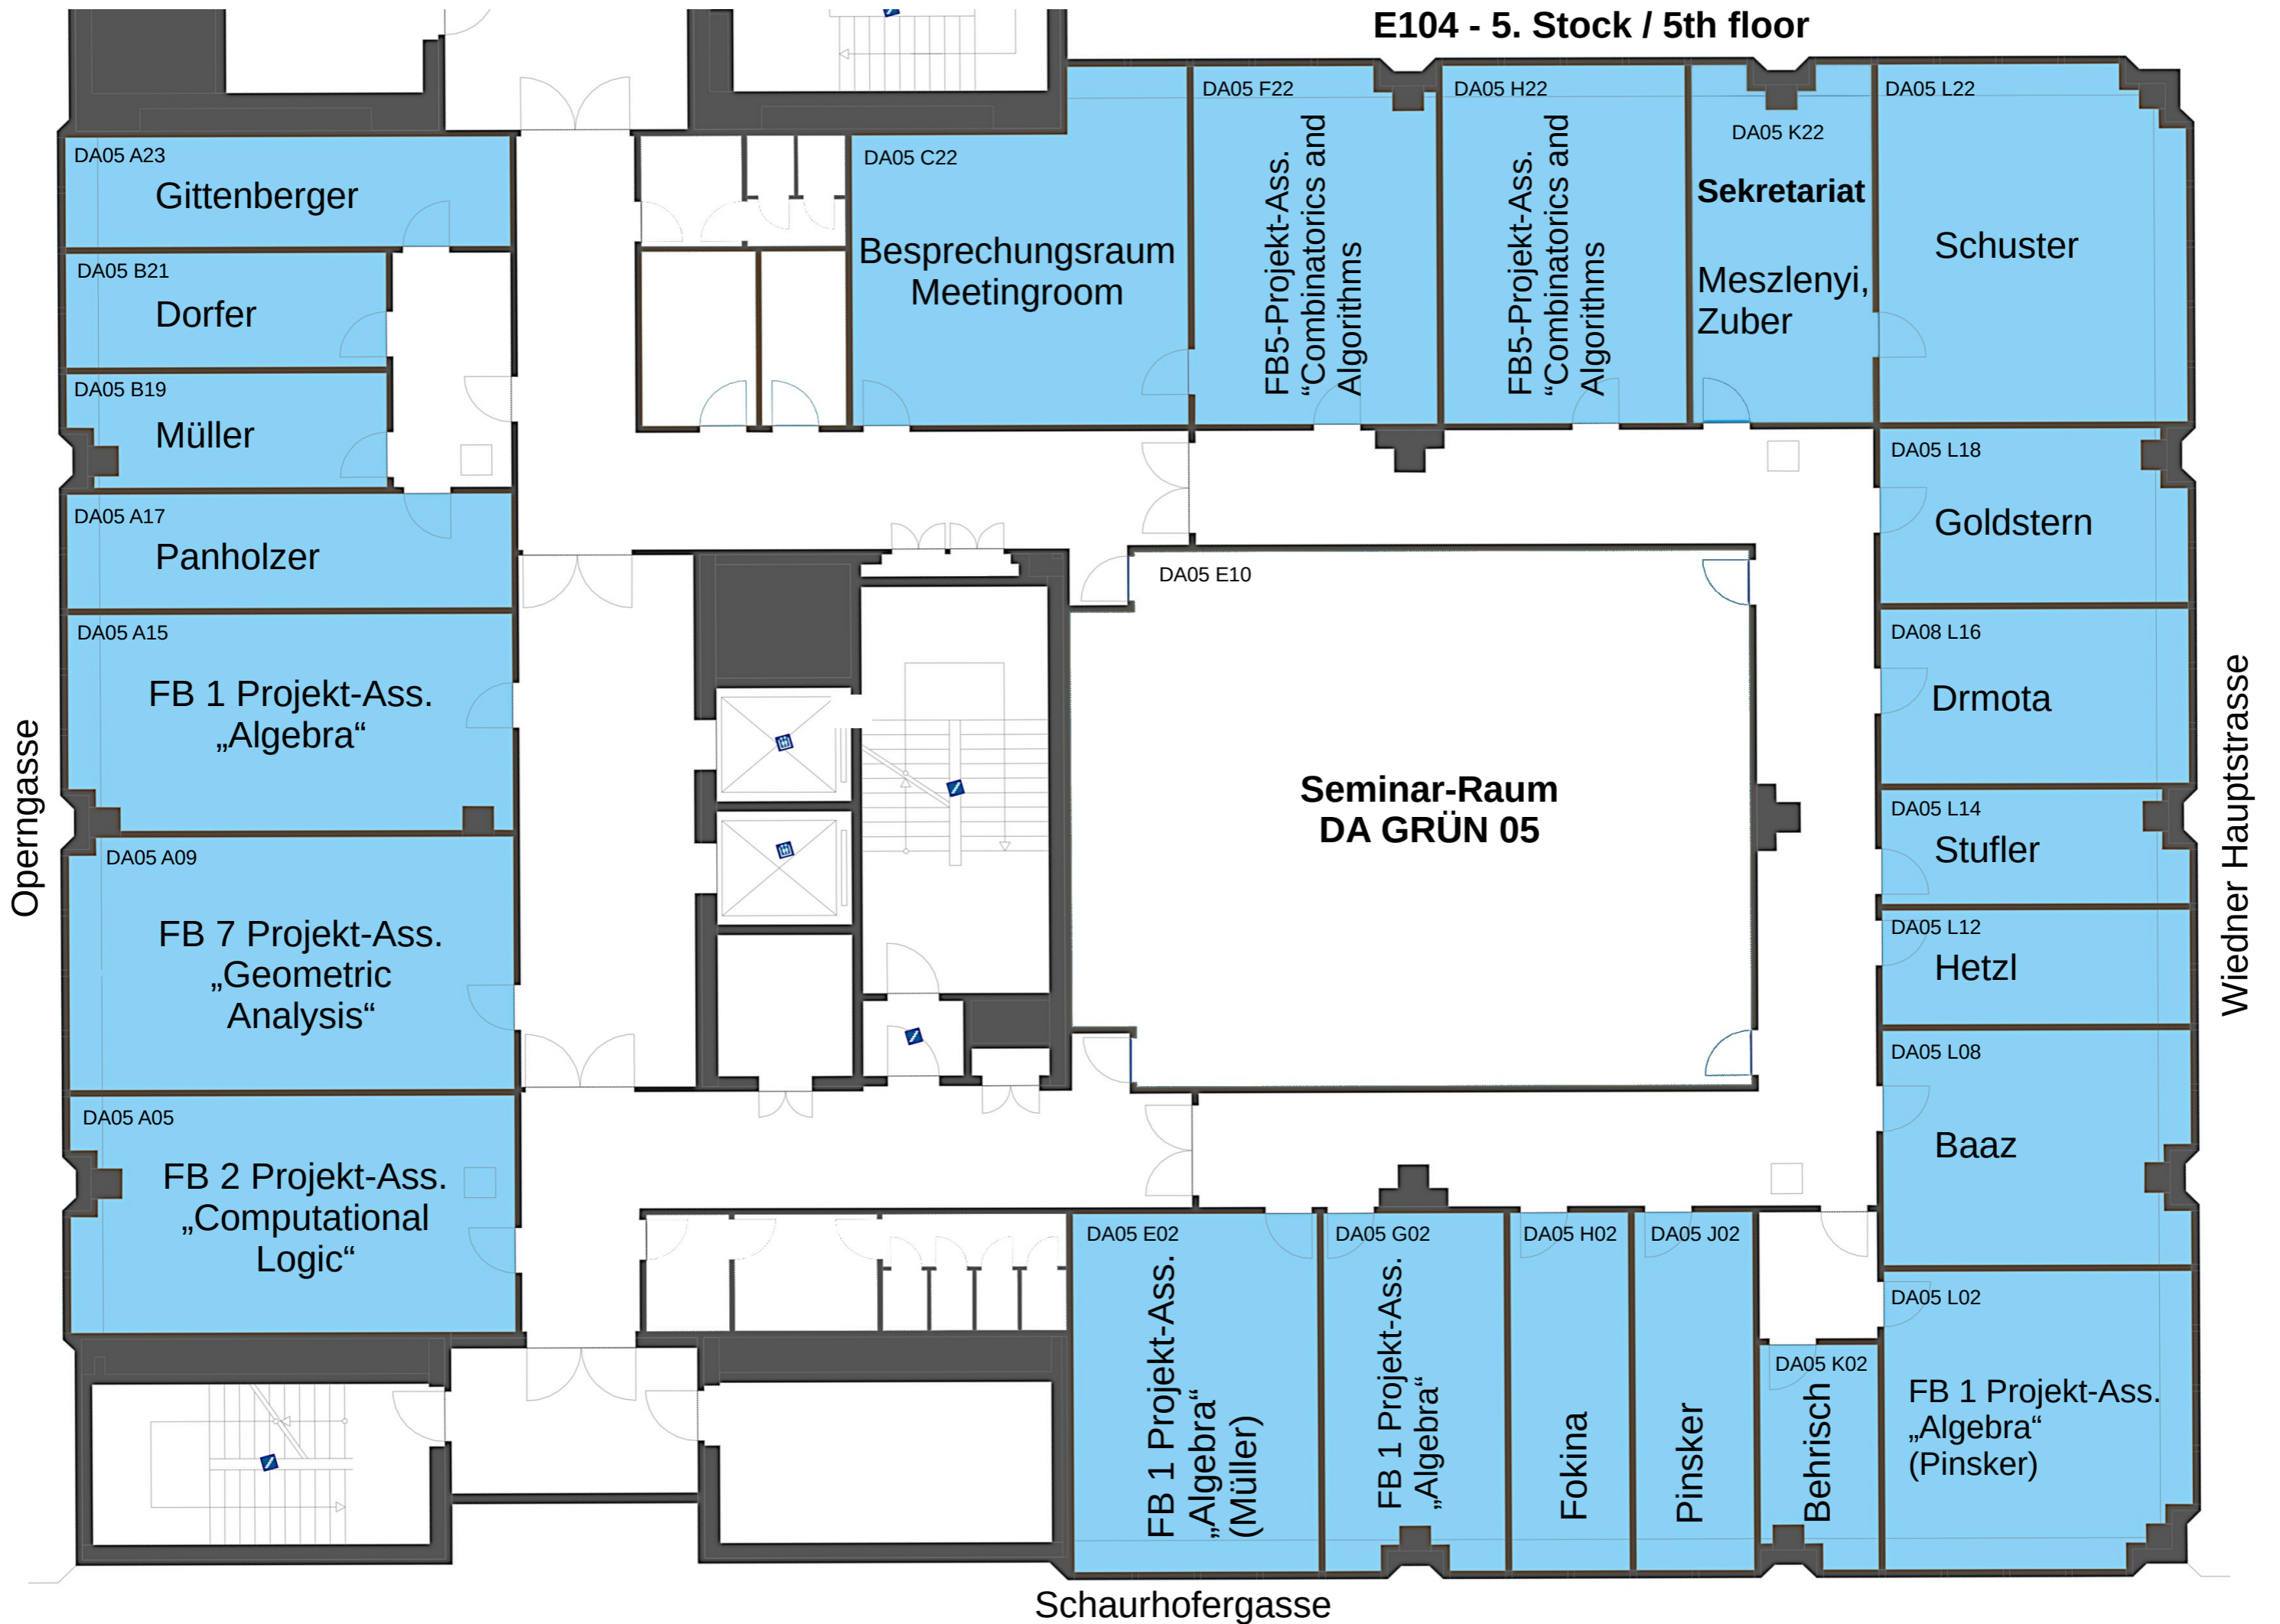 E104 - 5. Stock / 5th floor
DA05 A23
Gittenberger
DA05 B21
Dorfer
DA05 B19
Müller
DA05 A17
Panholzer
DA05 A15
FB 1 Projekt-Ass.
„Algebra“
DA05 A09
FB 7 Projekt-Ass.
„Geometric
Analysis“
DA05 A05
FB 2 Projekt-Ass.
„Computational
Logic“
Operngasse
DA05 C22
Besprechungsraum
Meetingroom
DA05 F22
FB5-Projekt-Ass.
“Combinatorics and
Algorithms
DA05 H22
FB5-Projekt-Ass.
“Combinatorics and
Algorithms
DA05 K22
Sekretariat
Meszlenyi,
Zuber
DA05 L22
Schuster
DA05 L18
Goldstern
DA08 L16
Drmota
DA05 L14
Stufler
DA05 L12
Hetzl
DA05 L08
Baaz
DA05 L02
FB 1 Projekt-Ass.
„Algebra“
(Pinsker)
Wiedner Hauptstrasse
DA05 E10
Seminar-Raum
DA GRÜN 05
DA05 E02
FB 1 Projekt-Ass.
„Algebra“
(Müller)
DA05 G02
FB 1 Projekt-Ass.
„Algebra“
DA05 H02
Fokina
DA05 J02
Pinsker
DA05 K02
Behrisch
Schaurhofergasse